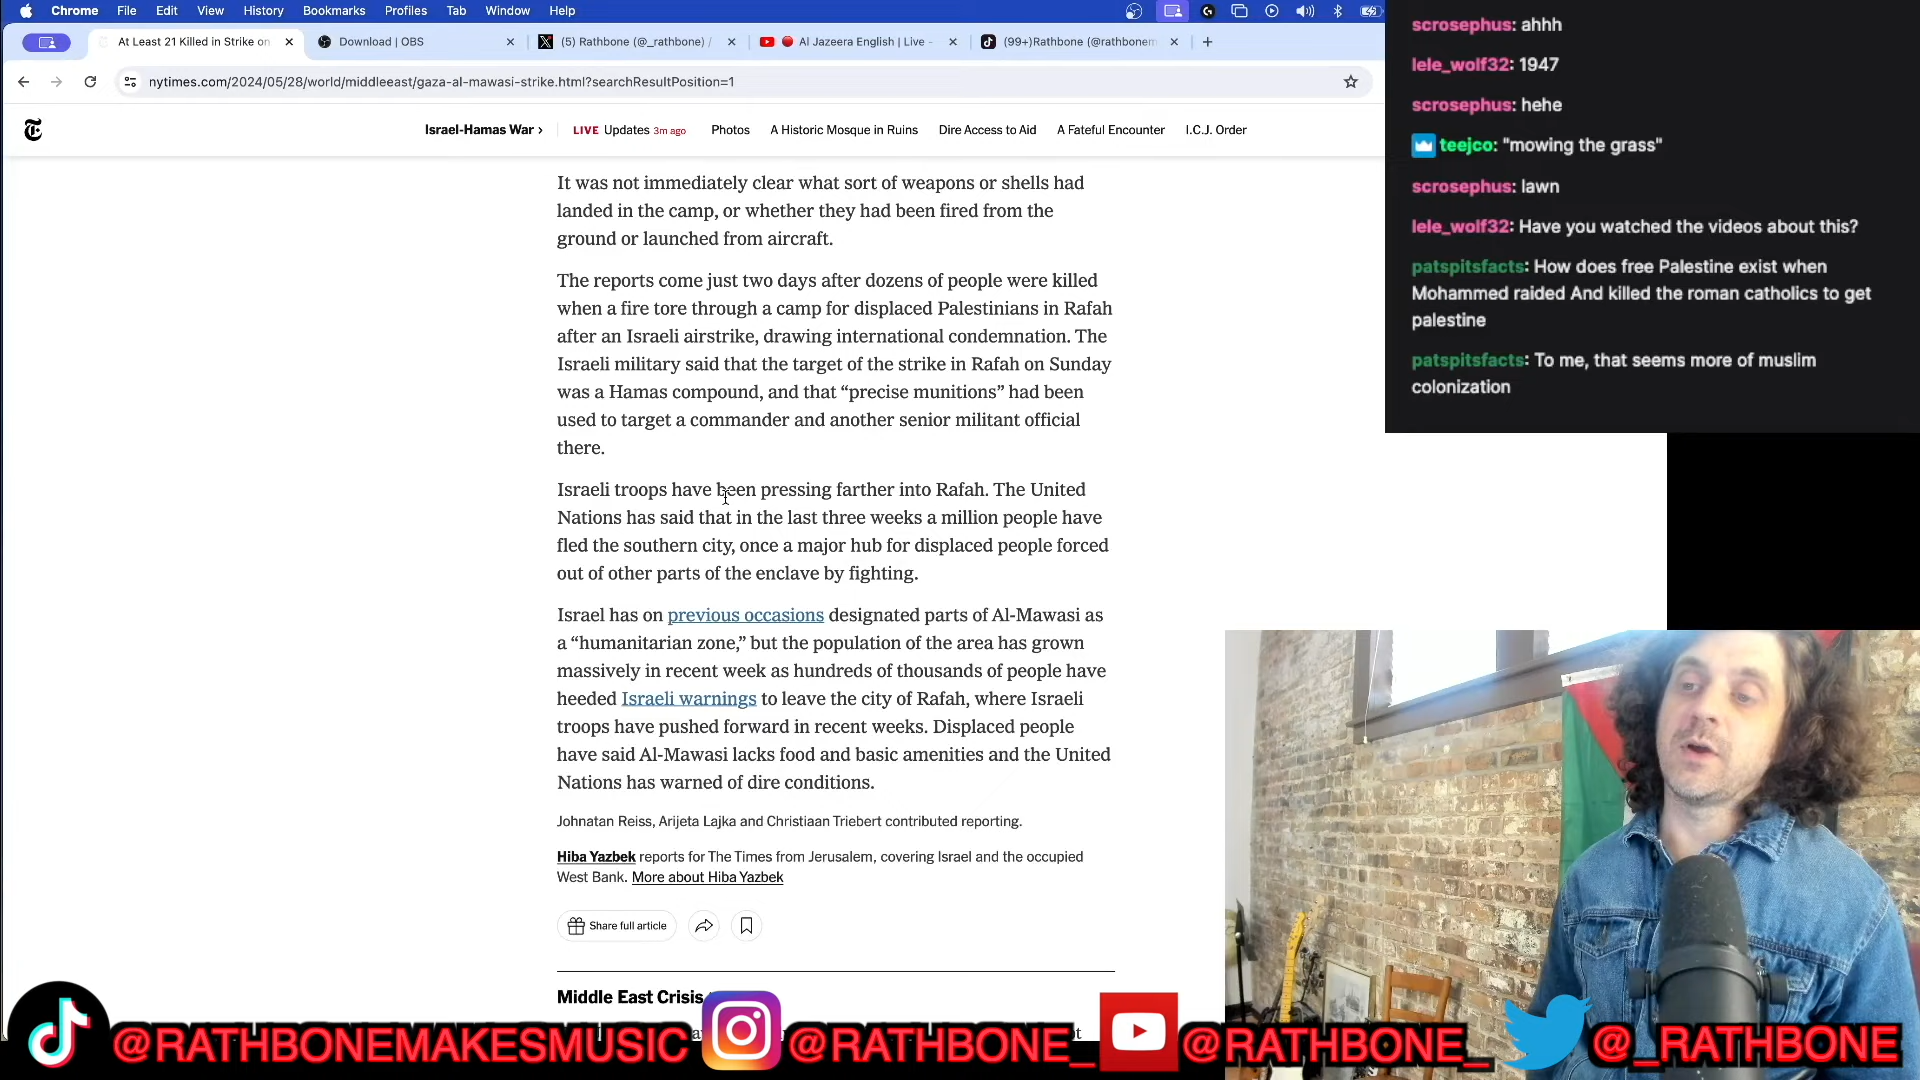 Chrome File Edit View History Bookmarks Profiles Tab Window Help
At Least 21 Killed in Strike on
Download | OBS
(5) Rathbone (@_rathbone) /
Al Jazeera English | Live -
(99+)Rathbone (@rathbonem
nytimes.com/2024/05/28/world/middleeast/gaza-al-mawasi-strike.html?searchResultPosition=1
Israel-Hamas War › LIVE Updates 3m ago Photos A Historic Mosque in Ruins Dire Access to Aid A Fateful Encounter I.C.J. Order
It was not immediately clear what sort of weapons or shells had
landed in the camp, or whether they had been fired from the
ground or launched from aircraft.
The reports come just two days after dozens of people were killed
when a fire tore through a camp for displaced Palestinians in Rafah
after an Israeli airstrike, drawing international condemnation. The
Israeli military said that the target of the strike in Rafah on Sunday
was a Hamas compound, and that “precise munitions” had been
used to target a commander and another senior militant official
there.
Israeli troops have been pressing farther into Rafah. The United
Nations has said that in the last three weeks a million people have
fled the southern city, once a major hub for displaced people forced
out of other parts of the enclave by fighting.
Israel has on previous occasions designated parts of Al-Mawasi as
a “humanitarian zone,” but the population of the area has grown
massively in recent week as hundreds of thousands of people have
heeded Israeli warnings to leave the city of Rafah, where Israeli
troops have pushed forward in recent weeks. Displaced people
have said Al-Mawasi lacks food and basic amenities and the United
Nations has warned of dire conditions.
Johnatan Reiss, Arijeta Lajka and Christiaan Triebert contributed reporting.
Hiba Yazbek reports for The Times from Jerusalem, covering Israel and the occupied
West Bank. More about Hiba Yazbek
Share full article
Middle East Crisis
scrosephus: ahhh
lele_wolf32: 1947
scrosephus: hehe
teejco: "mowing the grass"
scrosephus: lawn
lele_wolf32: Have you watched the videos about this?
patspitsfacts: How does free Palestine exist when
Mohammed raided And killed the roman catholics to get
palestine
patspitsfacts: To me, that seems more of muslim
colonization
@RATHBONEMAKESMUSIC @RATHBONE_ @RATHBONE_ @_RATHBONE